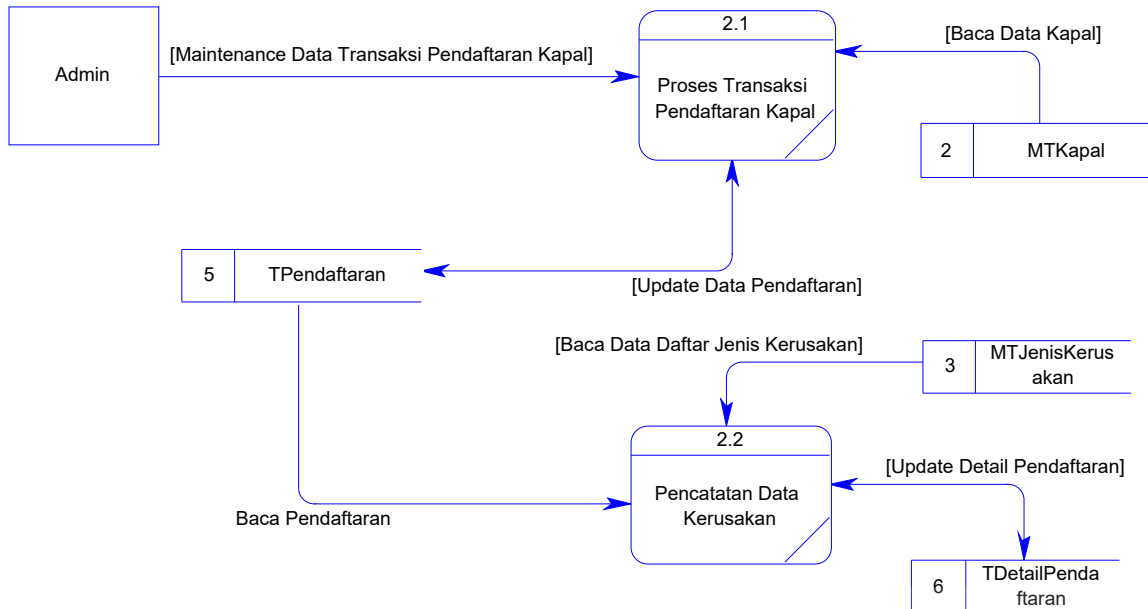 2.1
[Baca Data Kapal]
[Maintenance Data Transaksi Pendaftaran Kapal]
Admin
Proses Transaksi
Pendaftaran Kapal
2
MTKapal
5
TPendaftaran
[Update Data Pendaftaran]
[Baca Data Daftar Jenis Kerusakan]
3
MTJenisKerus
akan
2.2
[Update Detail Pendaftaran]
Pencatatan Data
Kerusakan
Baca Pendaftaran
6
TDetailPenda
ftaran